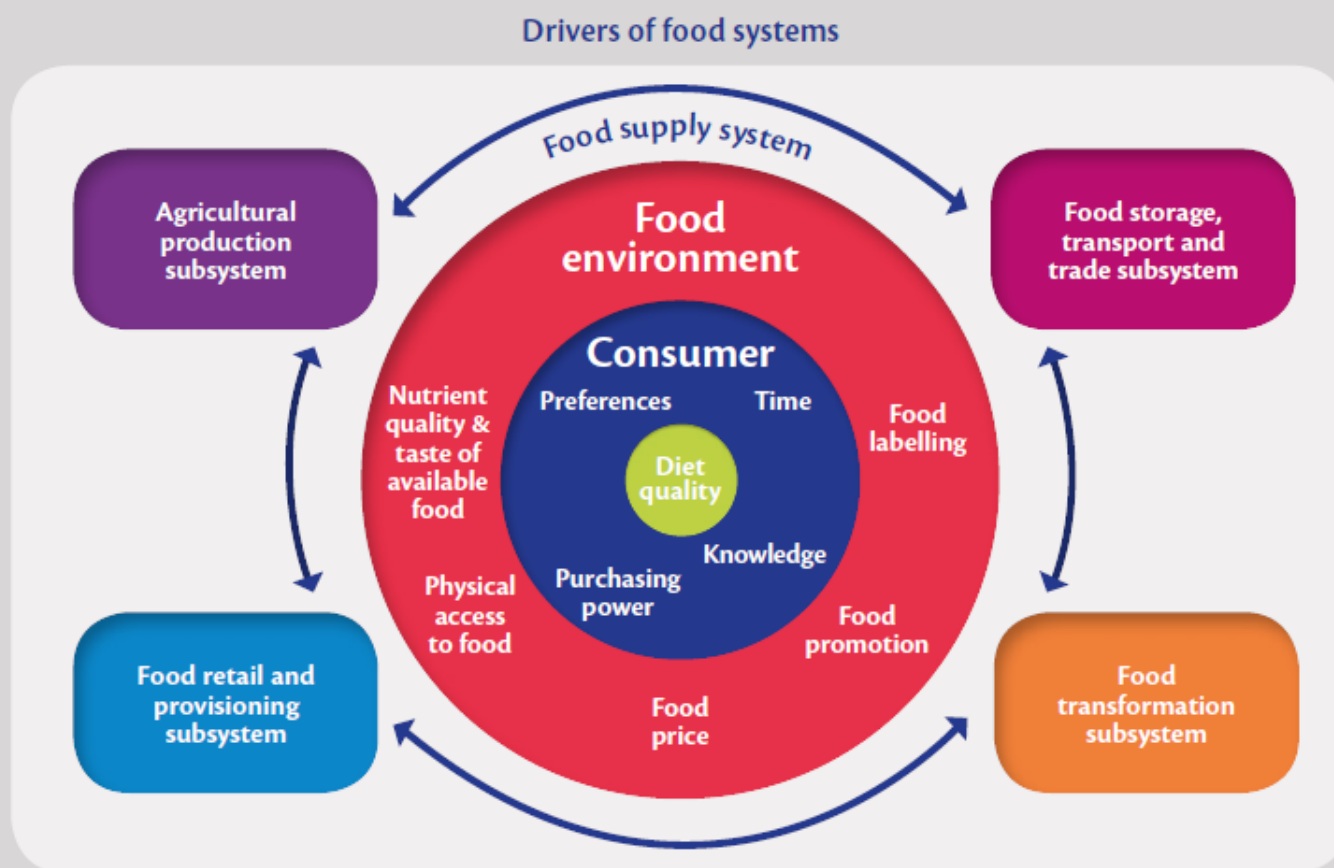 Drivers of food systems
Food supply system
Agricultural
production
subsystem
Food storage,
transport and
trade subsystem
Food
environment
Consumer
Preferences
Time
Nutrient
quality &
taste of
available
food
Food
labelling
Diet
quality
Knowledge
Purchasing
power
Physical
access
to food
Food
promotion
Food
price
Food retail and
provisioning
subsystem
Food
transformation
subsystem